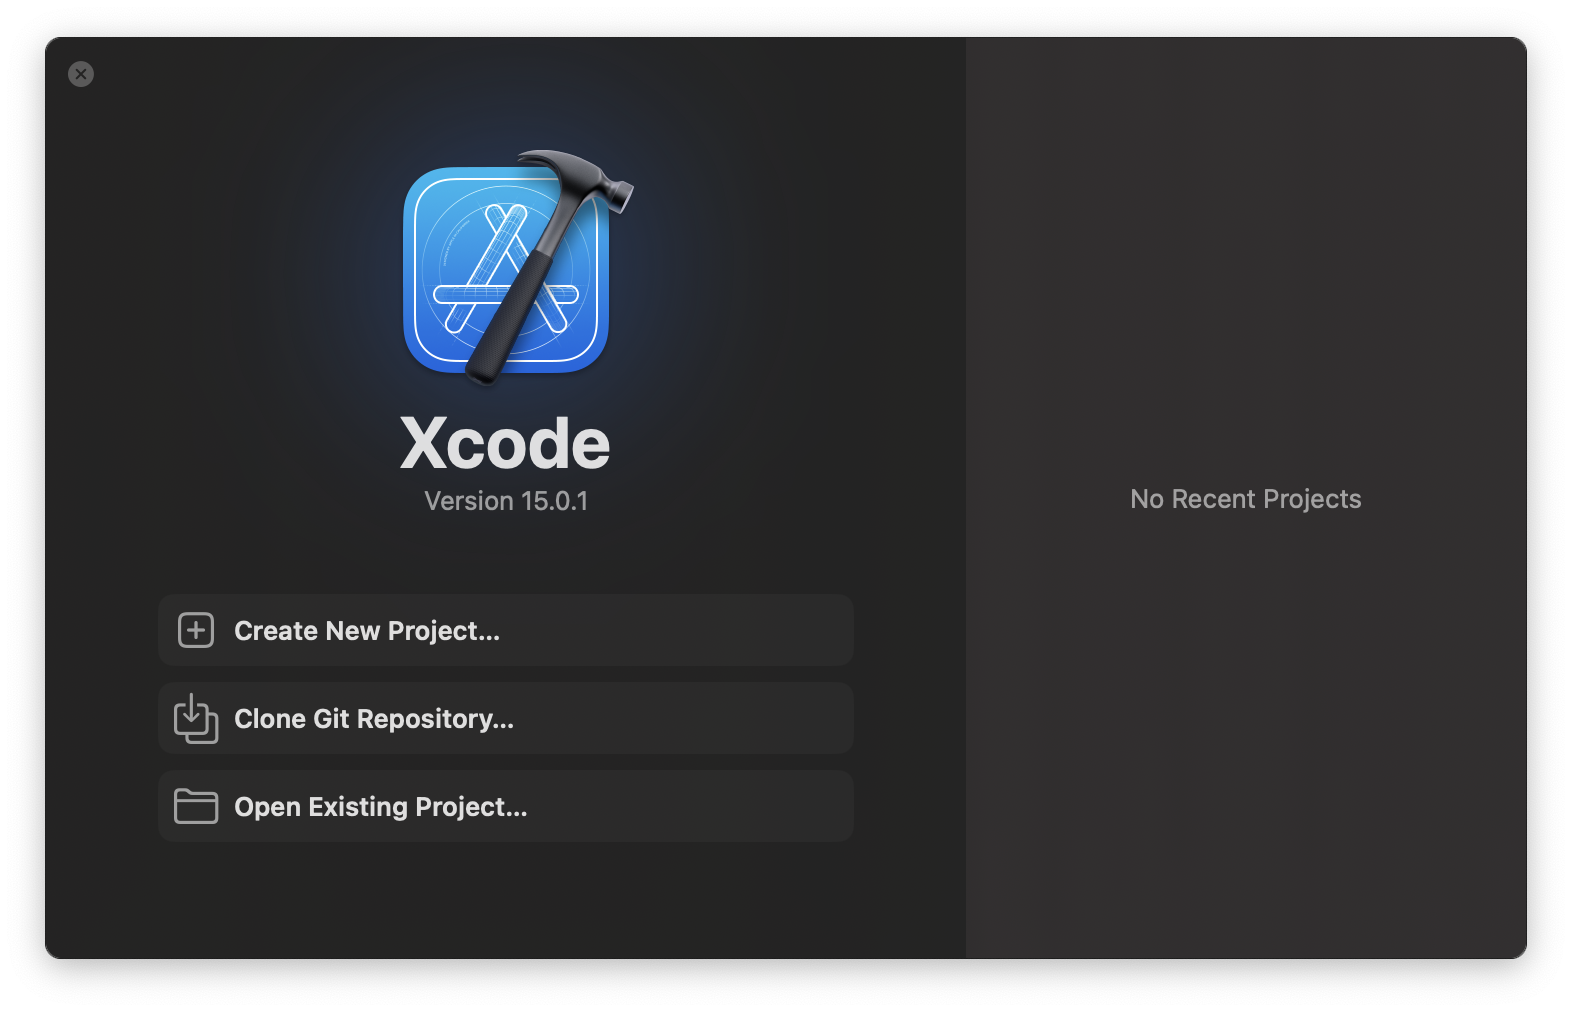 Xcode
Version 15.0.1
Create New Project...
Clone Git Repository...
Open Existing Project...
No Recent Projects